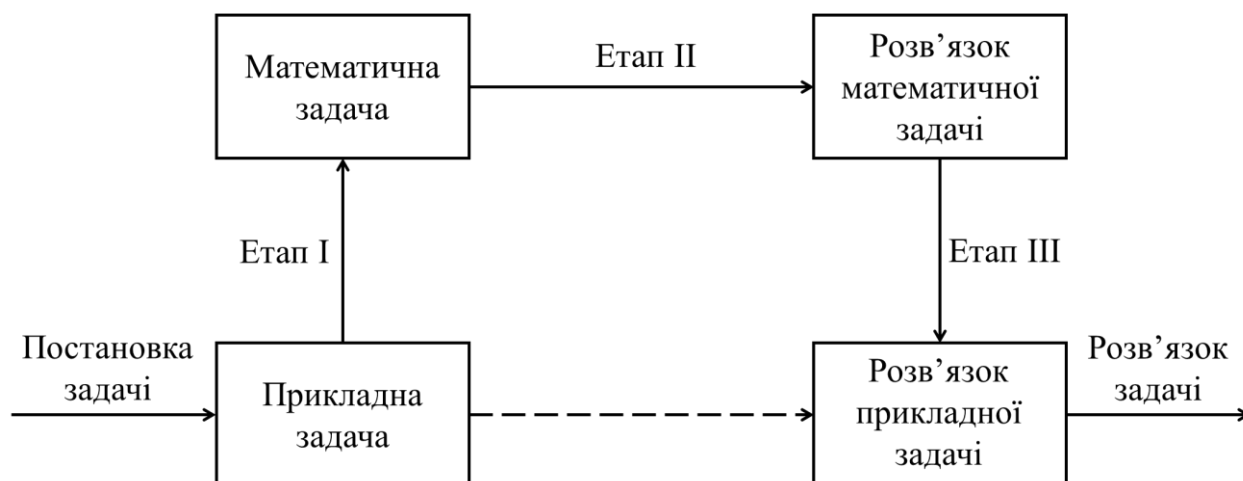 Математична
задача
Етап II
Розв’язок
математичної
задачі
Етап I
Етап III
Постановка
задачі
Прикладна
задача
Розв’язок
прикладної
задачі
Розв’язок
задачі